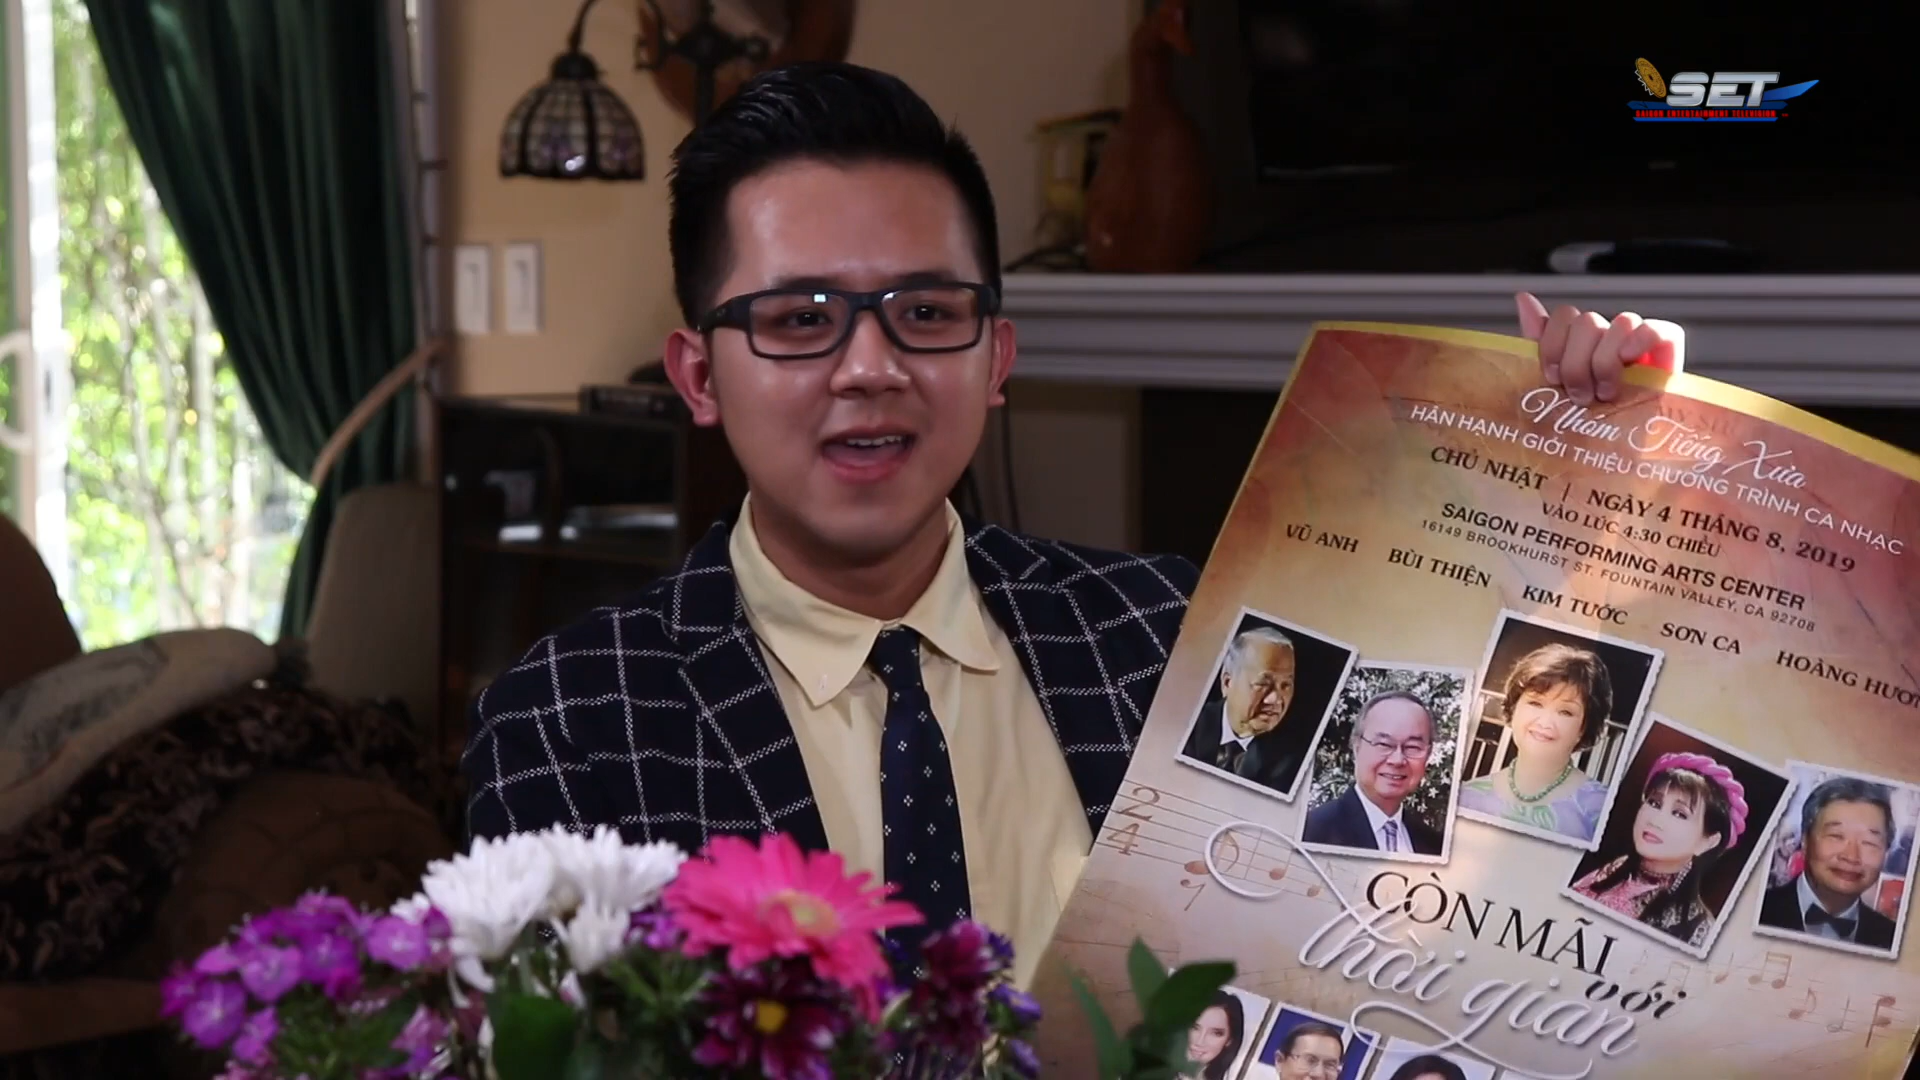 SET
SAIGON ENTERTAINMENT TELEVISION
Nhóm Tiếng Xưa
HÂN HẠNH GIỚI THIỆU CHƯƠNG TRÌNH CA NHẠC
CHỦ NHẬT | NGÀY 4 THÁNG 8, 2019
VÀO LÚC 4:30 CHIỀU
SAIGON PERFORMING ARTS CENTER
16149 BROOKHURST ST. FOUNTAIN VALLEY, CA 92708
VŨ ANH BÙI THIỆN KIM TƯỚC SƠN CA HOÀNG
2
4
CÒN MÃI với
Thời gian